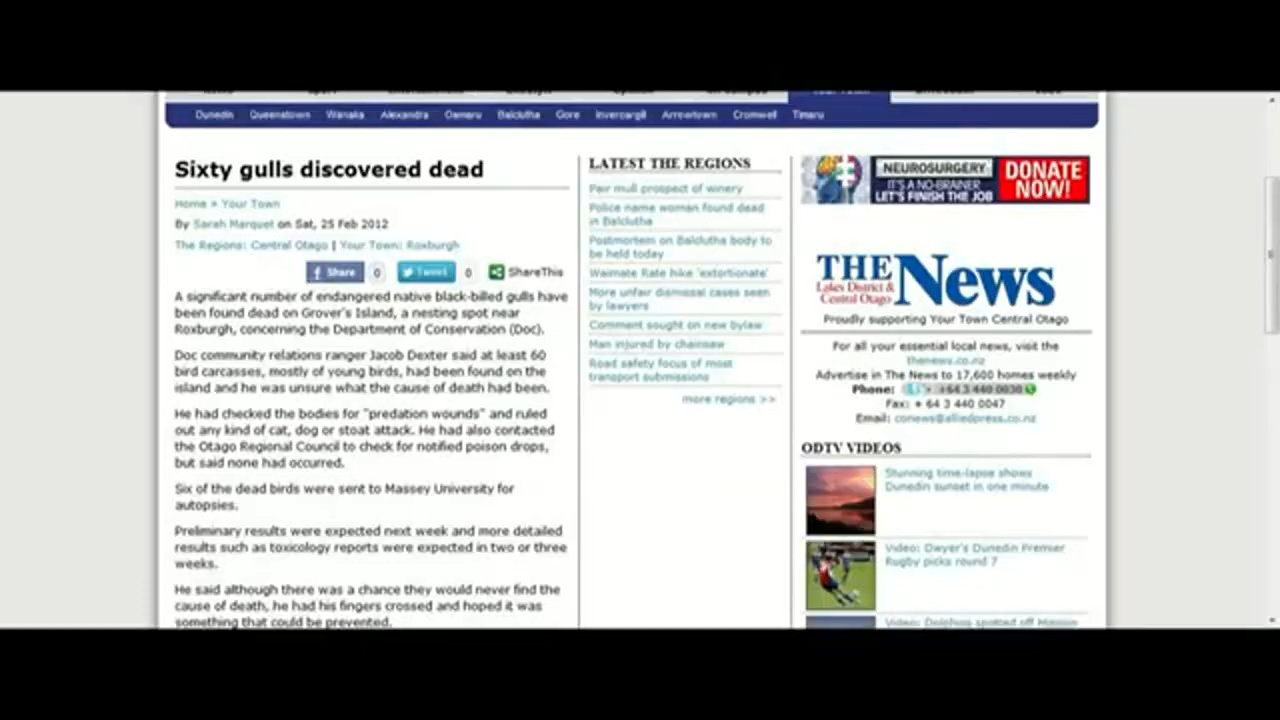 Dunedin Queenstown Wanaka Alexandra Oamaru Balclutha Gore Invercargill Arrowtown Cromwell Timaru
Sixty gulls discovered dead
Home » Your Town
By Sarah Marquet on Sat, 25 Feb 2012
The Regions: Central Otago | Your Town: Roxburgh
Share 0 Tweet 0 ShareThis
A significant number of endangered native black-billed gulls have
been found dead on Grover's Island, a nesting spot near
Roxburgh, concerning the Department of Conservation (Doc).
Doc community relations ranger Jacob Dexter said at least 60
bird carcasses, mostly of young birds, had been found on the
island and he was unsure what the cause of death had been.
He had checked the bodies for "predation wounds" and ruled
out any kind of cat, dog or stoat attack. He had also contacted
the Otago Regional Council to check for notified poison drops,
but said none had occurred.
Six of the dead birds were sent to Massey University for
autopsies.
Preliminary results were expected next week and more detailed
results such as toxicology reports were expected in two or three
weeks.
He said although there was a chance they would never find the
cause of death, he had his fingers crossed and hoped it was
something that could be prevented.
LATEST THE REGIONS
Pair mull prospect of winery
Police name woman found dead
in Balclutha
Postmortem on Balclutha body to
be held today
Waimate Rate hike 'extortionate'
More unfair dismissal cases seen
by lawyers
Comment sought on new bylaw
Man injured by chainsaw
Road safety focus of most
transport submissions
more regions >>
NEUROSURGERY
IT'S A NO-BRAINER
LET'S FINISH THE JOB
DONATE
NOW!
THE News
Lakes District &
Central Otago
Proudly supporting Your Town Central Otago
For all your essential local news, visit the
thenews.co.nz
Advertise in The News to 17,600 homes weekly
Phone: +64 3 440 0030
Fax: + 64 3 440 0047
Email: conews@alliedpress.co.nz
ODTV VIDEOS
Stunning time-lapse shows
Dunedin sunset in one minute
Video: Dwyer's Dunedin Premier
Rugby picks round 7
Video: Dolphins spotted off